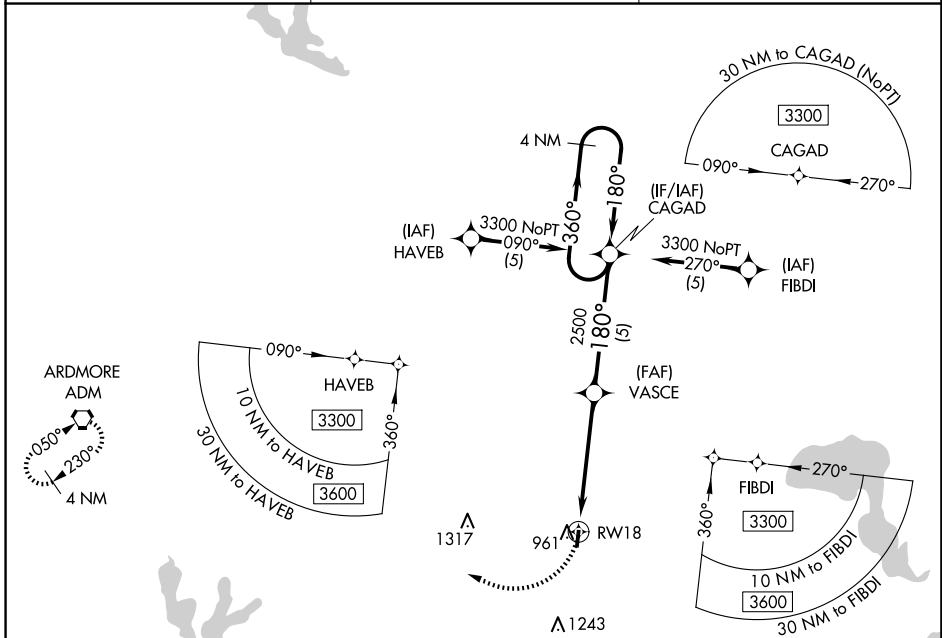 30 NM to CAGAD (NoPT)
3300
CAGAD
090°
270°
4 NM
360°
180°
(IF/IAF)
CAGAD
(IAF)
HAVEB
3300 NoPT
090°
(5)
3300 NoPT
270°
(5)
(IAF)
FIBDI
2500
180°
(5)
(FAF)
VASCE
ARDMORE
ADM
050°
230°
4 NM
090°
HAVEB
3300
360°
10 NM to HAVEB
3600
30 NM to HAVEB
270°
FIBDI
3300
360°
10 NM to FIBDI
3600
30 NM to FIBDI
1317
961
RW18
1243